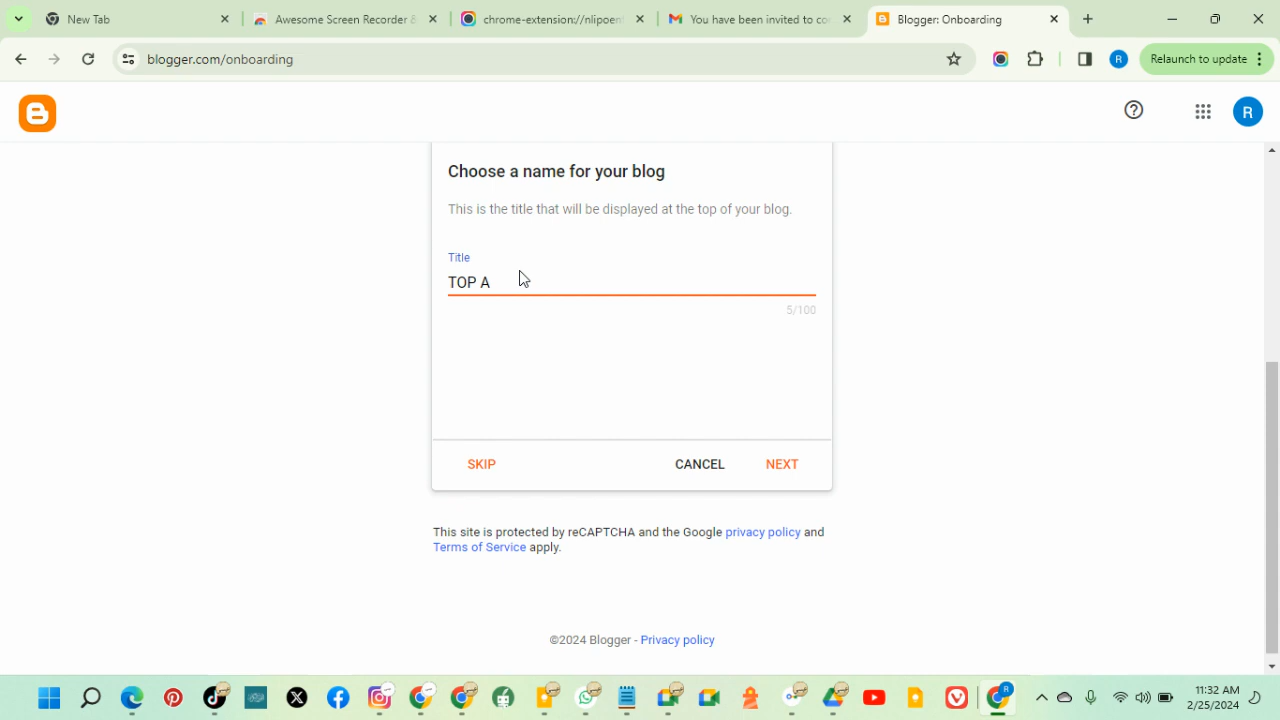 New Tab
Awesome Screen Recorder &
chrome-extension://nlipoen
You have been invited to co
Blogger: Onboarding
blogger.com/onboarding
R
Relaunch to update
R
Choose a name for your blog
This is the title that will be displayed at the top of your blog.
Title
TOP A
5/100
SKIP
CANCEL
NEXT
This site is protected by reCAPTCHA and the Google privacy policy and
Terms of Service apply.
©2024 Blogger - Privacy policy
R
11:32 AM
2/25/2024